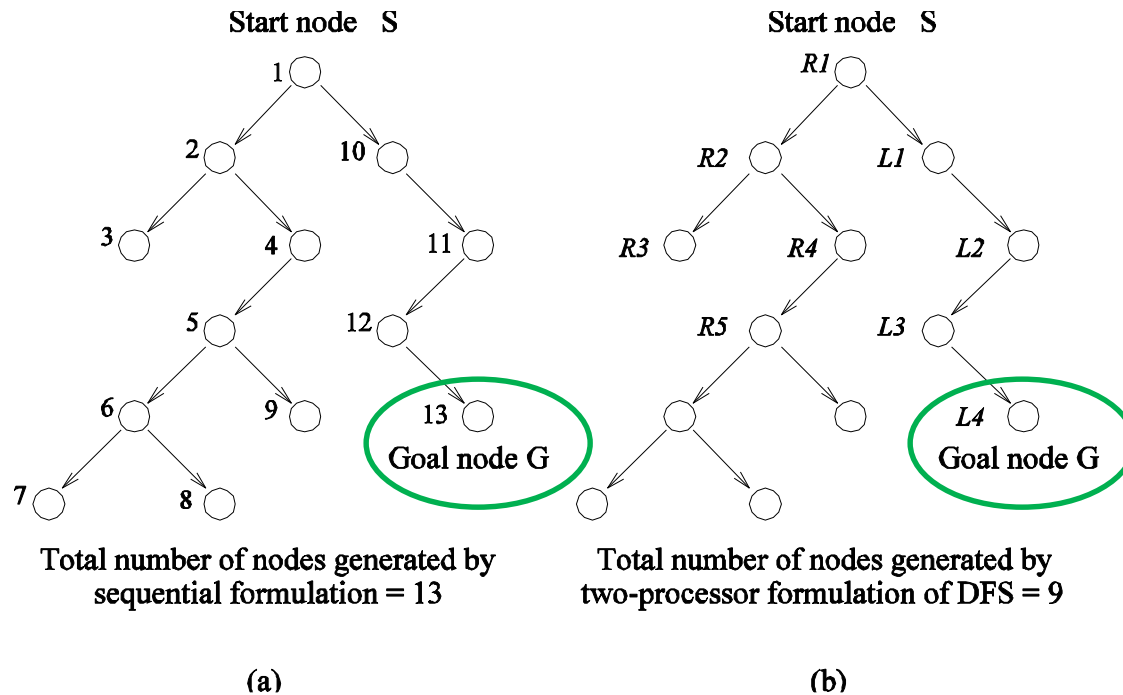 Start node S
1
2
10
3
4
11
5
12
6
9
13
Goal node G
7
8
Total number of nodes generated by
sequential formulation = 13
(a)
Start node S
R1
R2
L1
R3
R4
L2
R5
L3
L4
Goal node G
Total number of nodes generated by
two-processor formulation of DFS = 9
(b)